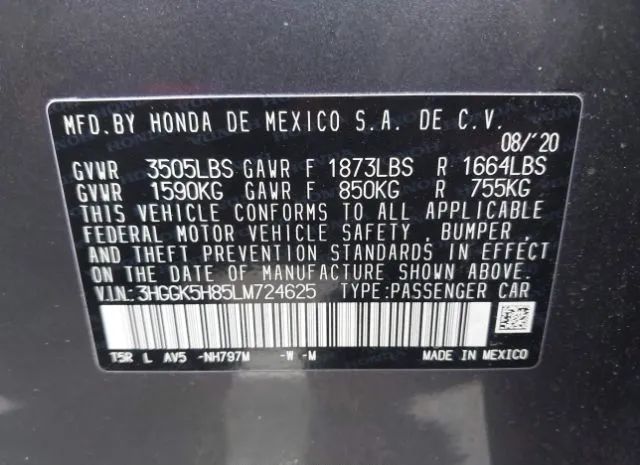 MFD.BY HONDA DE MEXICO S.A. DE C.V.
08/'20
GVWR 3505LBS GAWR F 1873LBS R 1664LBS
GVWR 1590KG GAWR F 850KG R 755KG
THIS VEHICLE CONFORMS TO ALL APPLICABLE
FEDERAL MOTOR VEHICLE SAFETY , BUMPER ,
AND THEFT PREVENTION STANDARDS IN EFFECT
ON THE DATE OF MANUFACTURE SHOWN ABOVE.
V.I.N.: 3HGGK5H85LM724625 TYPE:PASSENGER CAR
T5R L AV5 -NH797M -W -M MADE IN MEXICO